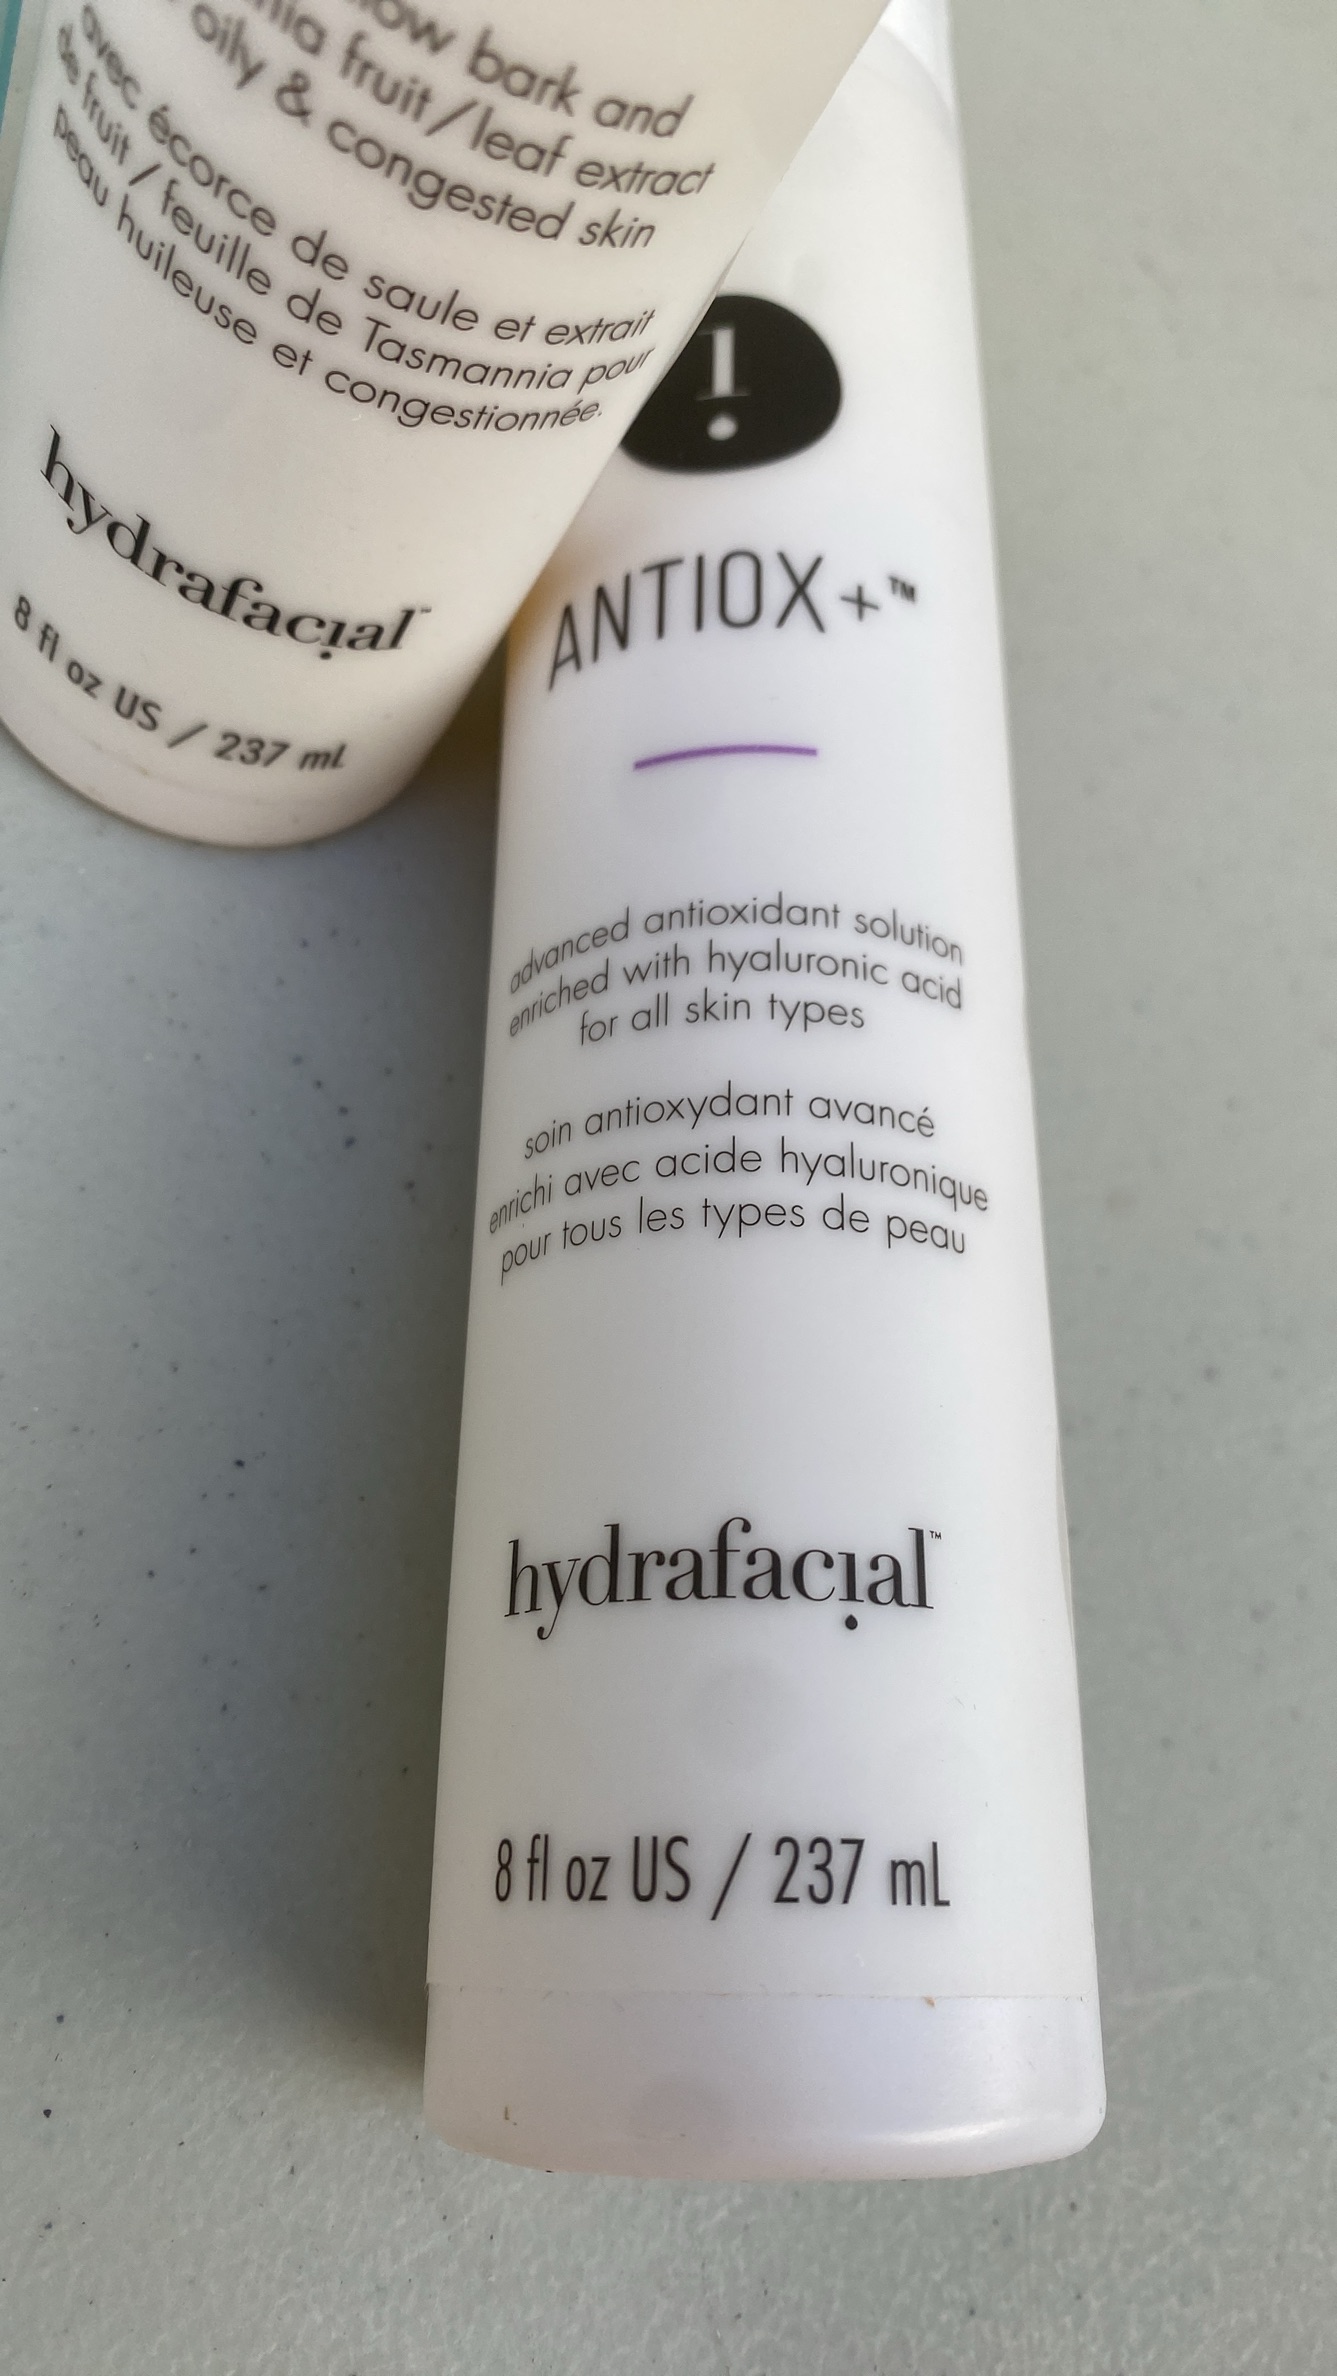 bark and
fruit/leaf extract
oily & congested skin
avec écorce de saule et extrait
de fruit / feuille de Tasmannia pour
peau huileuse et congestionnée.
hydrafacial™
8 fl oz US / 237 mL
ANTIOX+™
advanced antioxidant solution
enriched with hyaluronic acid
for all skin types
soin antioxydant avancé
enrichi avec acide hyaluronique
pour tous les types de peau
hydrafacial™
8 fl oz US / 237 mL